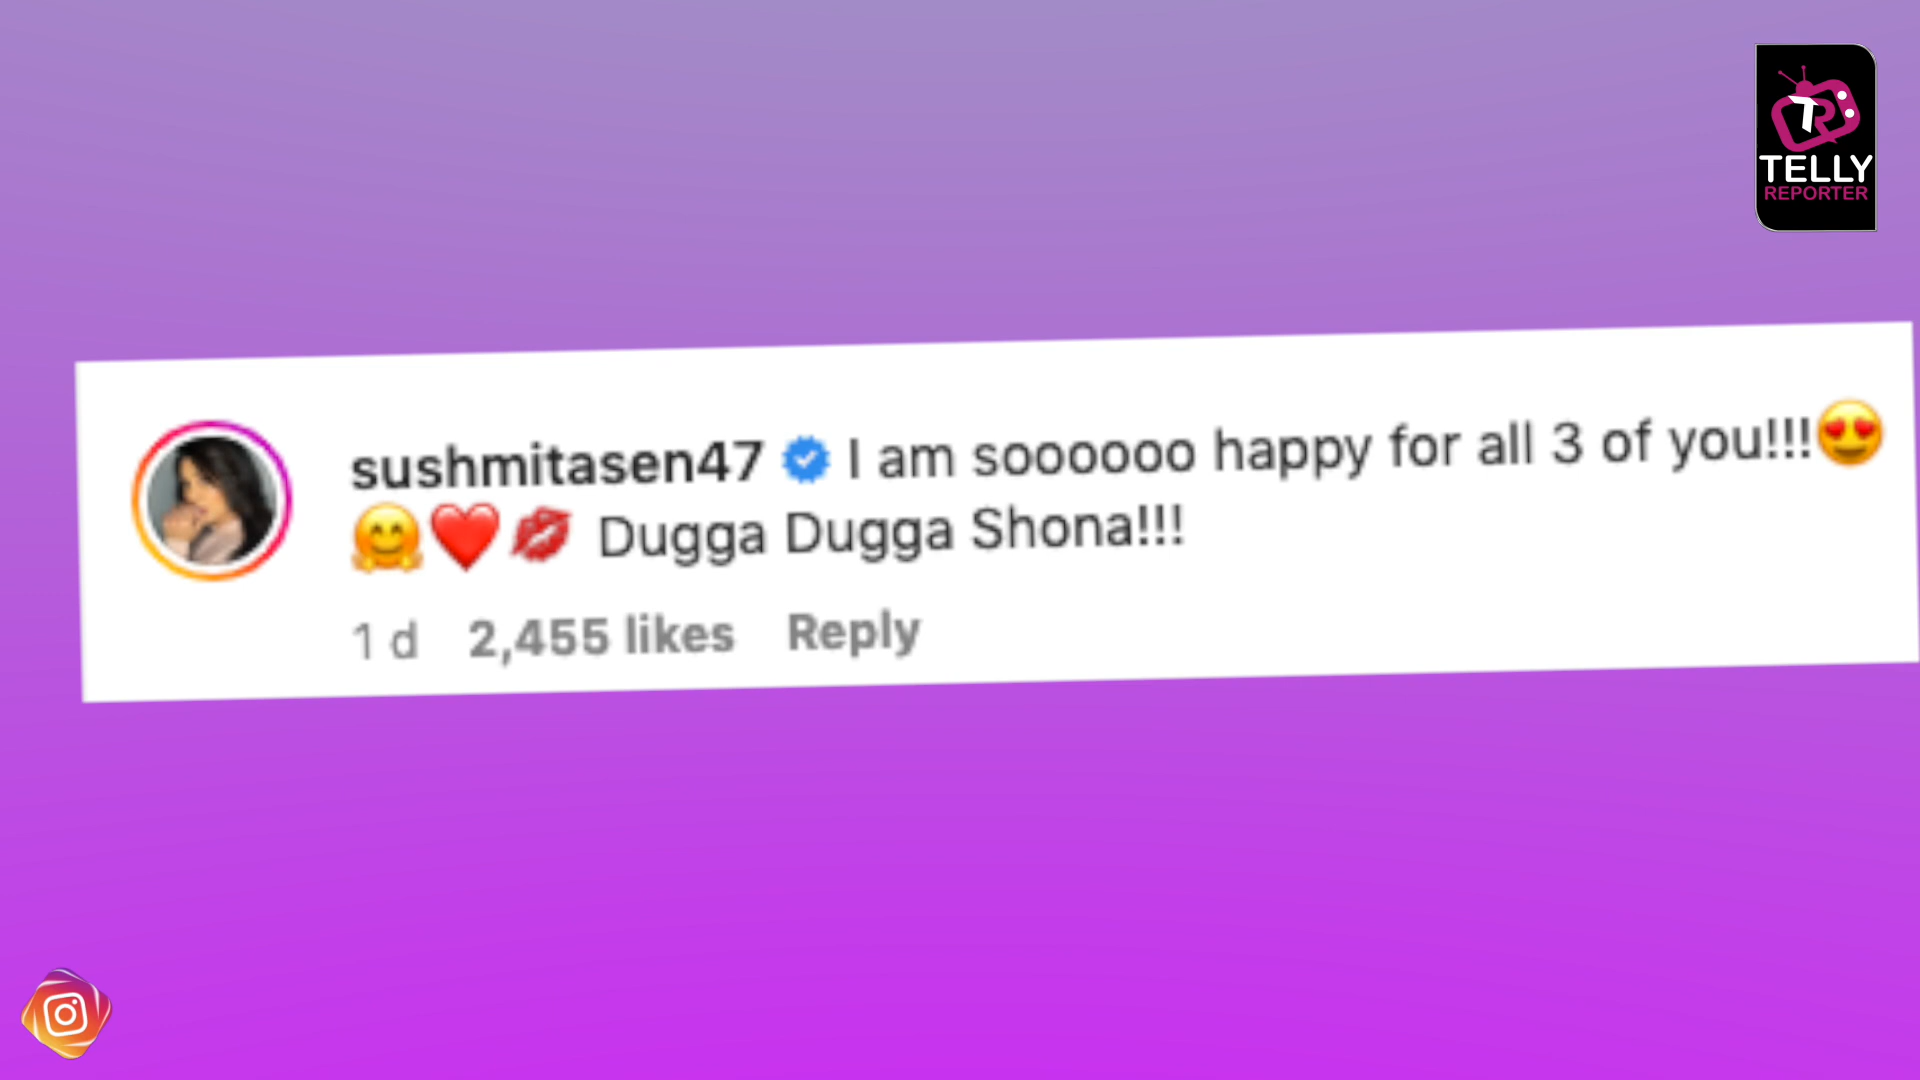 TR
TELLY
REPORTER
sushmitasen47 I am soooooo happy for all 3 of you!!!😍
🤗❤️💋 Dugga Dugga Shona!!!
1 d 2,455 likes Reply